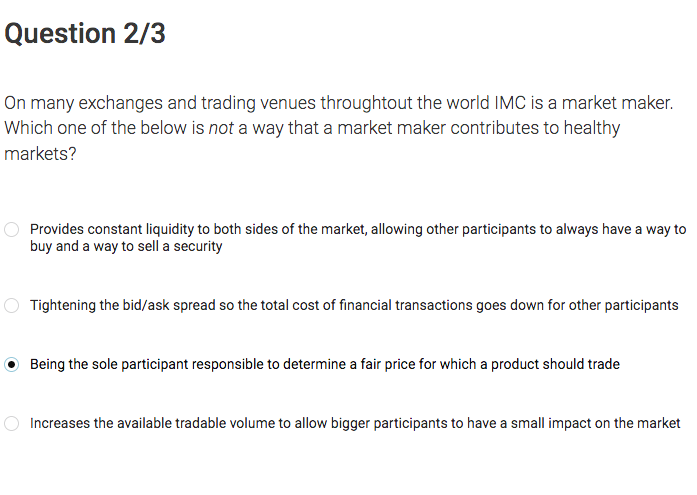 Question 2/3
On many exchanges and trading venues throughtout the world IMC is a market maker.
Which one of the below is not a way that a market maker contributes to healthy
markets?
Provides constant liquidity to both sides of the market, allowing other participants to always have a way to
buy and a way to sell a security
Tightening the bid/ask spread so the total cost of financial transactions goes down for other participants
Being the sole participant responsible to determine a fair price for which a product should trade
Increases the available tradable volume to allow bigger participants to have a small impact on the market